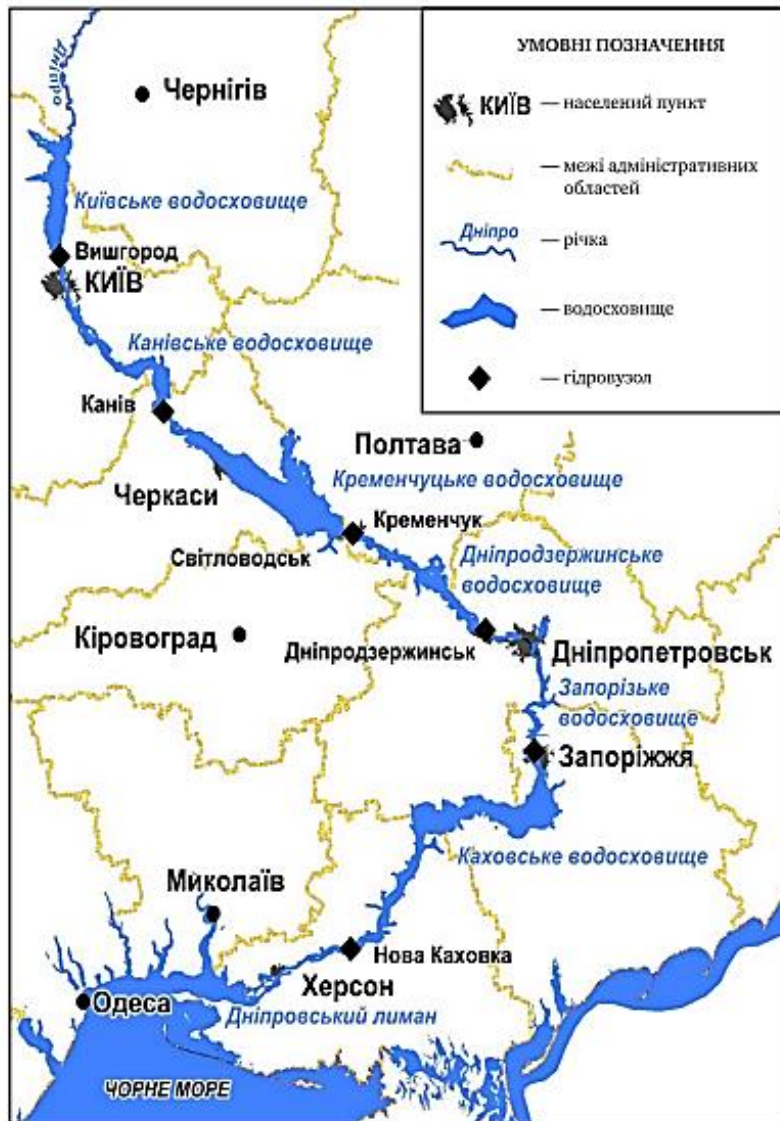 УМОВНІ ПОЗНАЧЕННЯ
КИЇВ — населений пункт
— межі адміністративних
областей
Дніпро — річка
— водосховище
— гідровузол
Дніпро
Чернігів
Київське водосховище
Вишгород
КИЇВ
Канівське водосховище
Канів
Полтава
Черкаси
Кременчуцьке водосховище
Кременчук
Світловодськ
Дніпродзержинське
водосховище
Кіровоград
Дніпродзержинськ
Дніпропетровськ
Запорізьке
водосховище
Запоріжжя
Каховське водосховище
Миколаїв
Нова Каховка
Херсон
Одеса
Дніпровський лиман
ЧОРНЕ МОРЕ